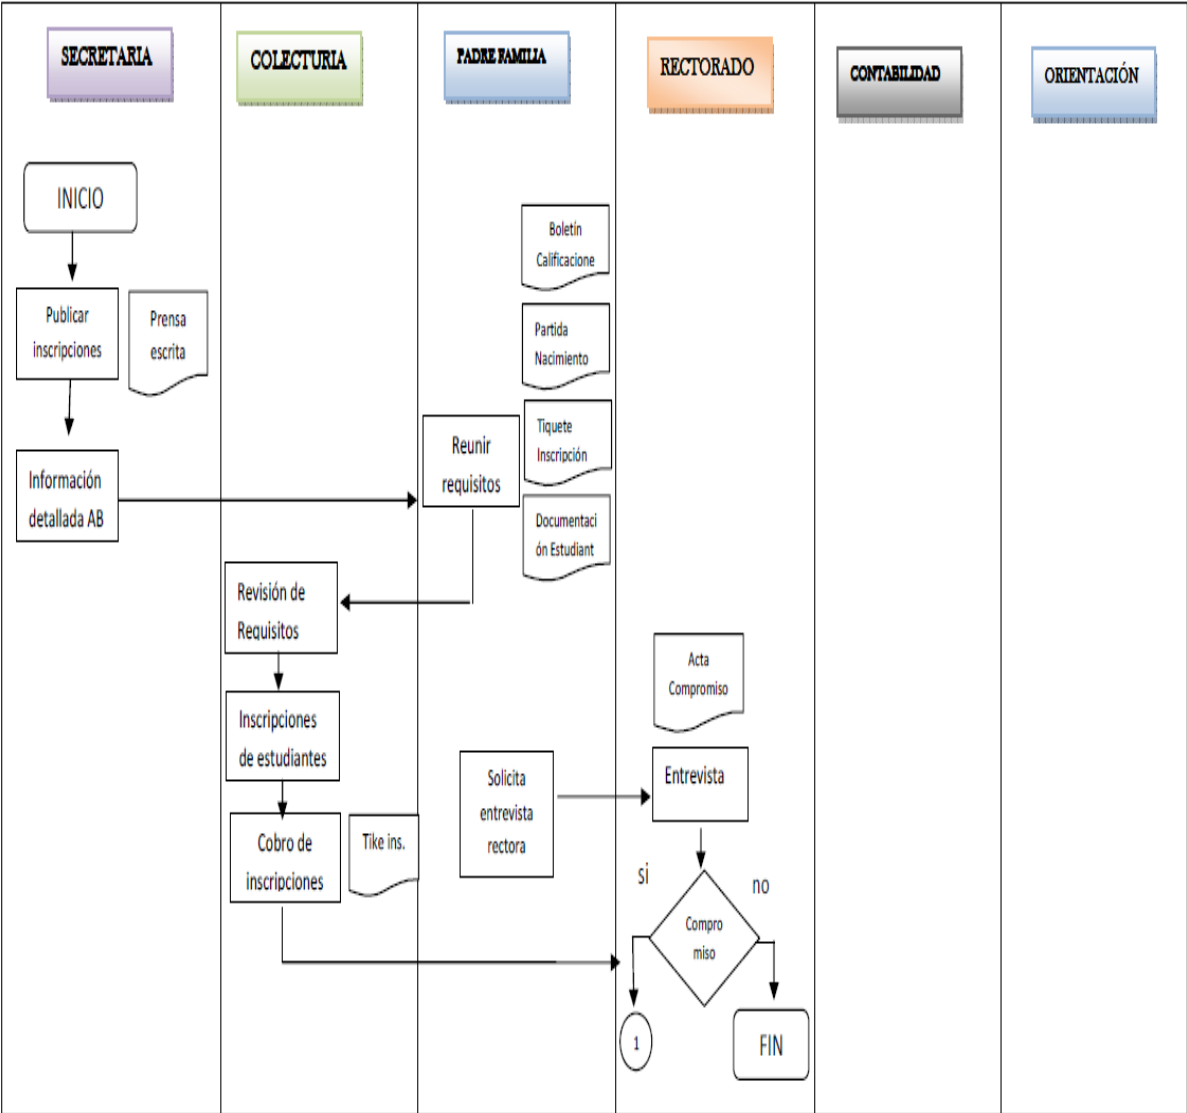 SECRETARIA
COLECTURIA
PADRE FAMILIA
RECTORADO
CONTABILIDAD
ORIENTACIÓN
INICIO
Publicar
inscripciones
Prensa
escrita
Información
detallada AB
Boletín
Calificacione
Partida
Nacimiento
Tiquete
Inscripción
Documentaci
ón Estudiant
Reunir
requisitos
Revisión de
Requisitos
Inscripciones
de estudiantes
Cobro de
inscripciones
Tike ins.
Solicita
entrevista
rectora
Acta
Compromiso
Entrevista
si
no
Compro
miso
1
FIN